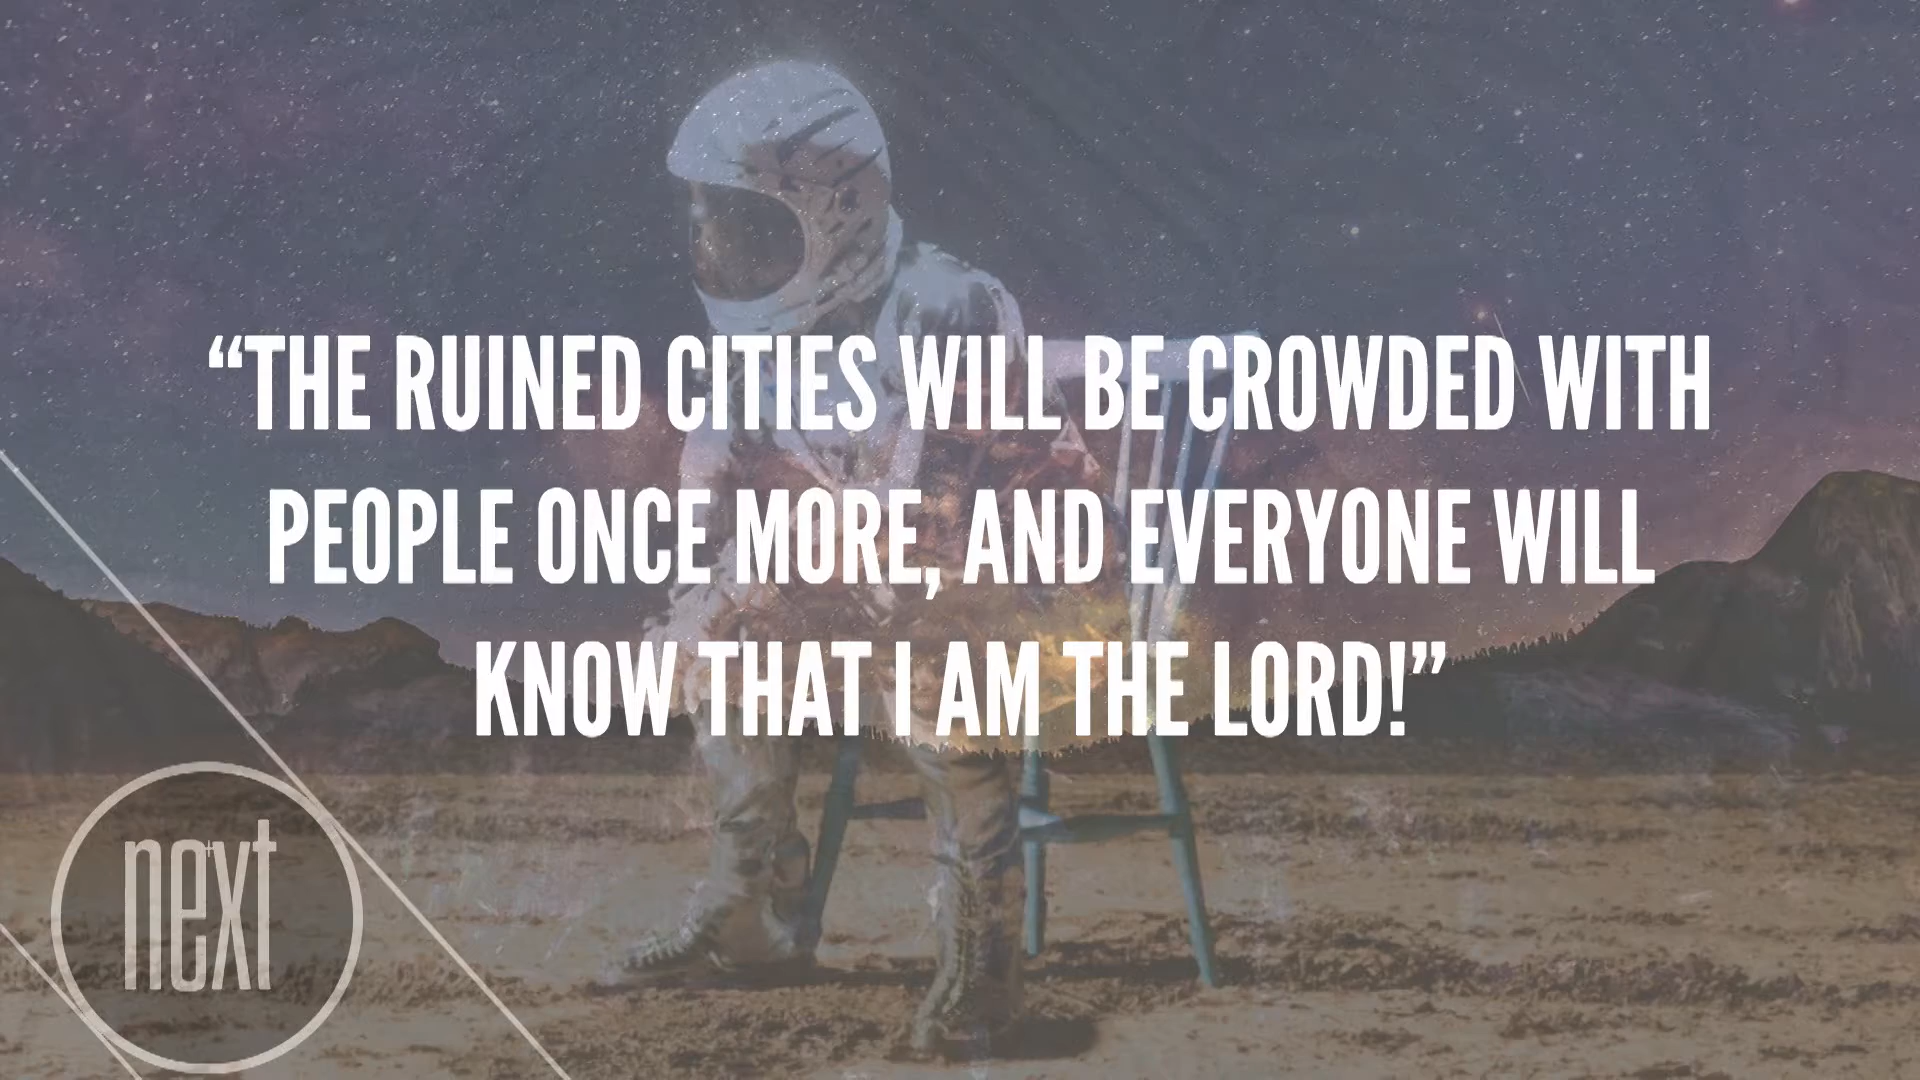 “THE RUINED CITIES WILL BE CROWDED WITH
PEOPLE ONCE MORE, AND EVERYONE WILL
KNOW THAT I AM THE LORD!”
next